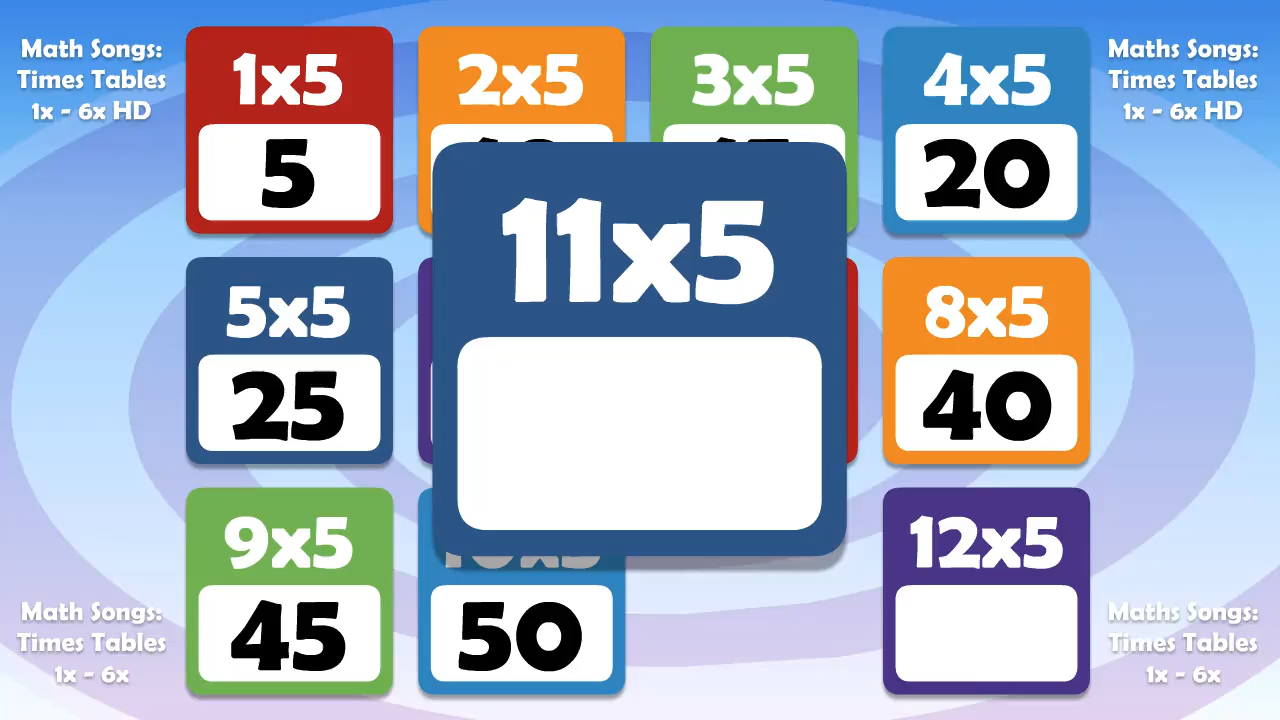 Math Songs:
Times Tables
1x - 6x HD
1x5
5
2x5
3x5
4x5
20
Maths Songs:
Times Tables
1x - 6x HD
11x5
5x5
25
8x5
40
9x5
45
50
12x5
Math Songs:
Times Tables
1x - 6x
Maths Songs:
Times Tables
1x - 6x